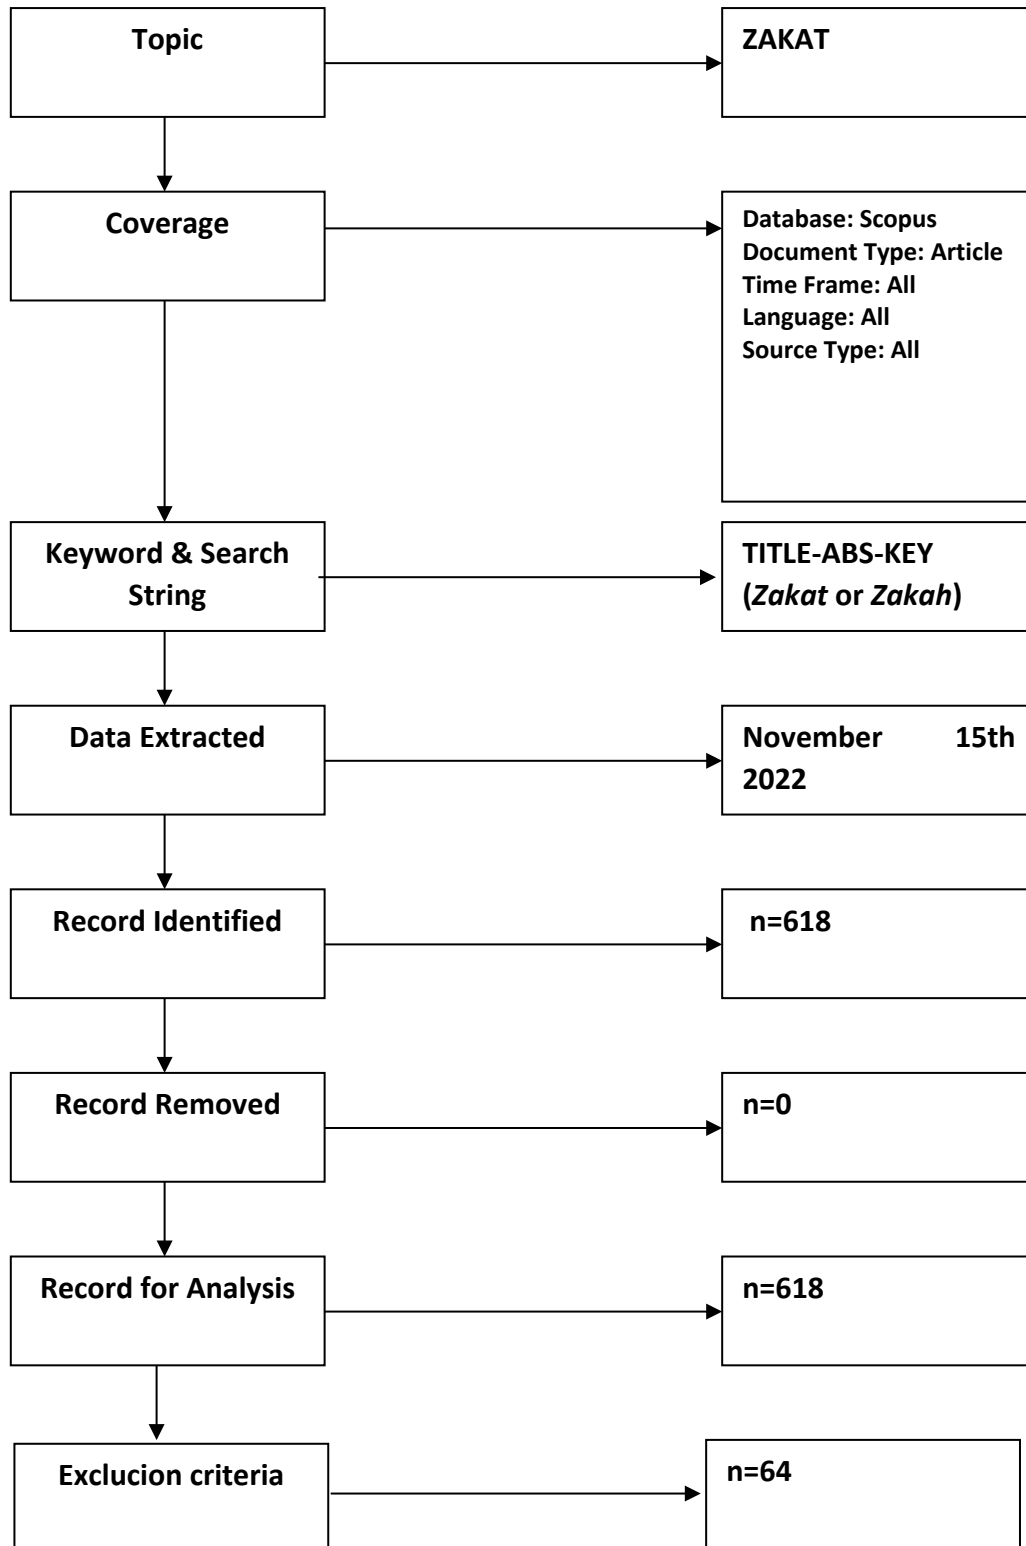 Topic
ZAKAT
Coverage
Database: Scopus
Document Type: Article
Time Frame: All
Language: All
Source Type: All
Keyword & Search
String
TITLE-ABS-KEY
(Zakat or Zakah)
Data Extracted
November 15th
2022
Record Identified
n=618
Record Removed
n=0
Record for Analysis
n=618
Exclucion criteria
n=64